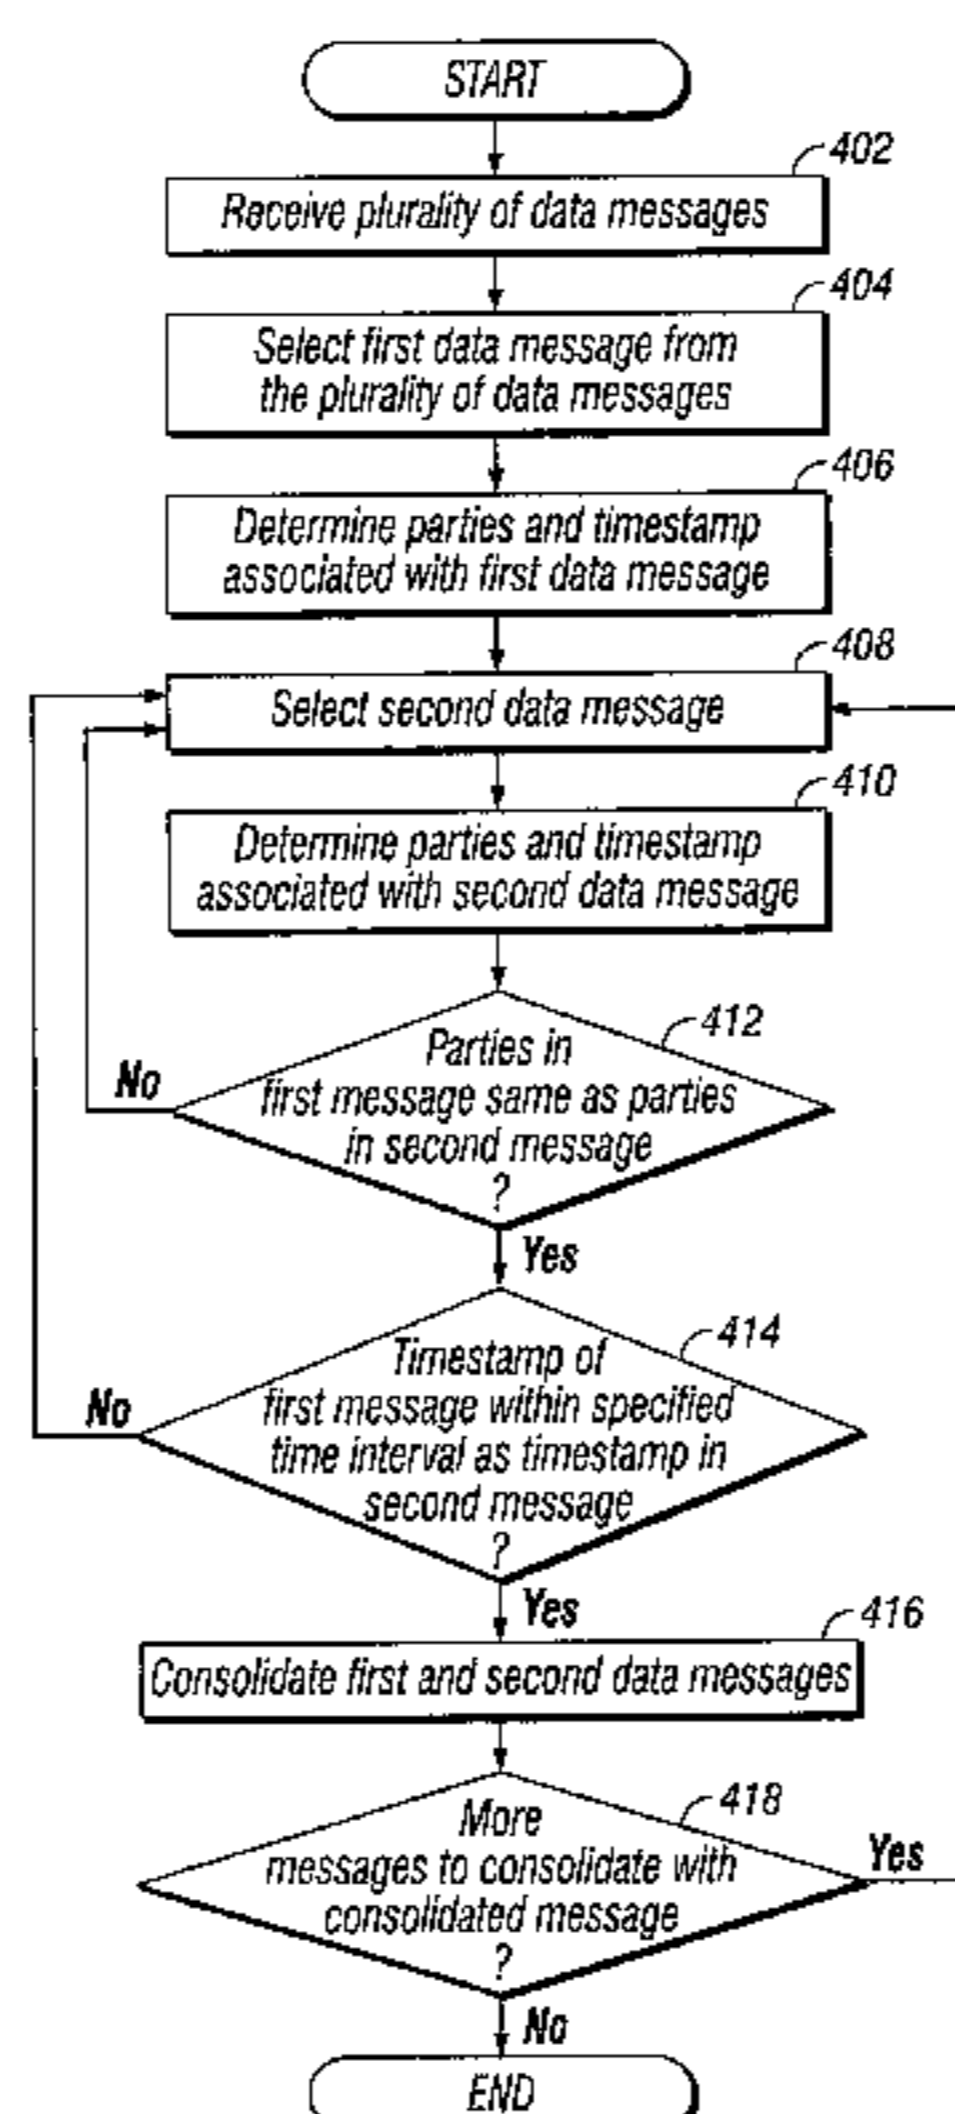 START
402
Receive plurality of data messages
404
Select first data message from
the plurality of data messages
406
Determine parties and timestamp
associated with first data message
408
Select second data message
410
Determine parties and timestamp
associated with second data message
412
Parties in
first message same as parties
in second message
?
No
Yes
414
Timestamp of
first message within specified
time interval as timestamp in
second message
?
No
Yes
416
Consolidate first and second data messages
418
More
messages to consolidate with
consolidated message
?
Yes
No
END